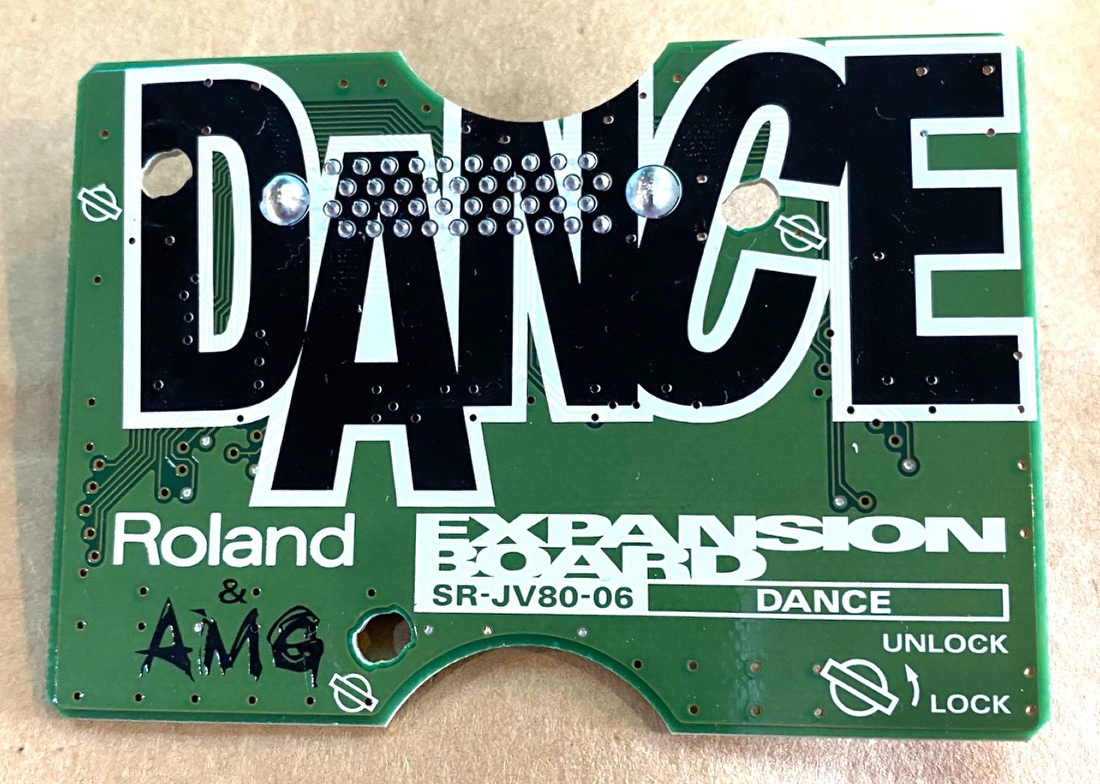 DANCE
Roland
&
AMG
EXPANSION
BOARD
SR-JV80-06 DANCE
UNLOCK
LOCK